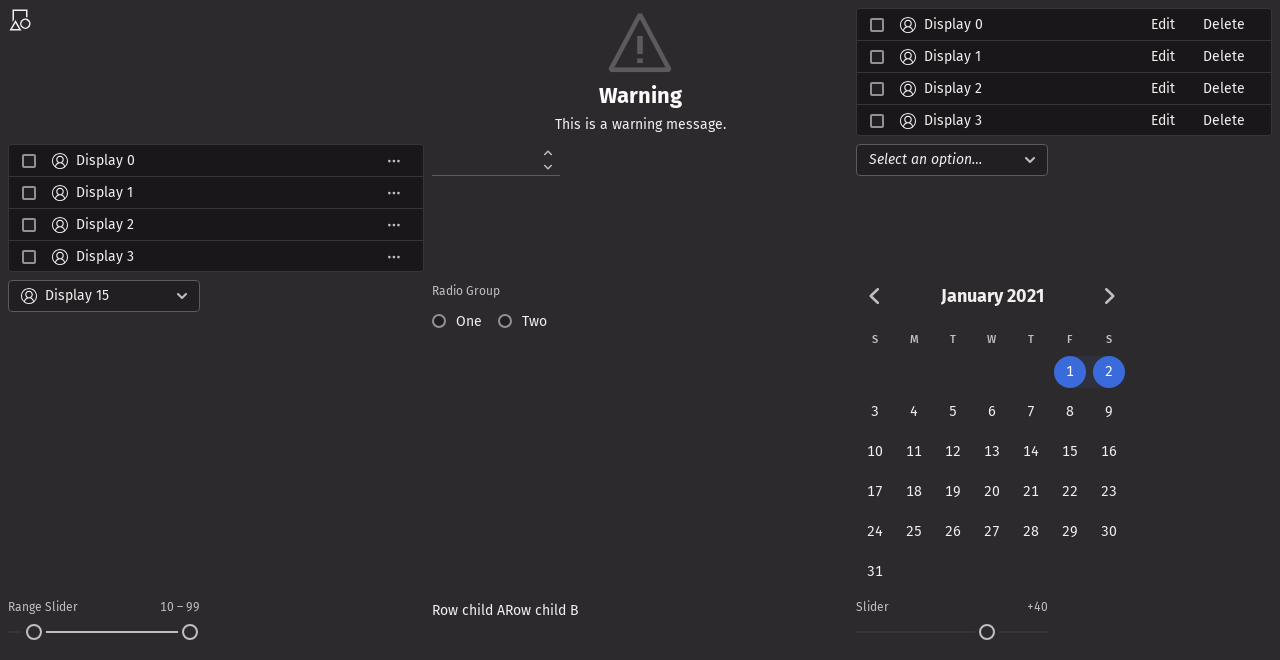 Warning
This is a warning message.
Display 0 Edit Delete
Display 1 Edit Delete
Display 2 Edit Delete
Display 3 Edit Delete
Display 0
Display 1
Display 2
Display 3
Select an option…
Display 15
Radio Group
One Two
January 2021
S M T W T F S
1 2
3 4 5 6 7 8 9
10 11 12 13 14 15 16
17 18 19 20 21 22 23
24 25 26 27 28 29 30
31
Range Slider 10 – 99
Row child ARow child B
Slider +40